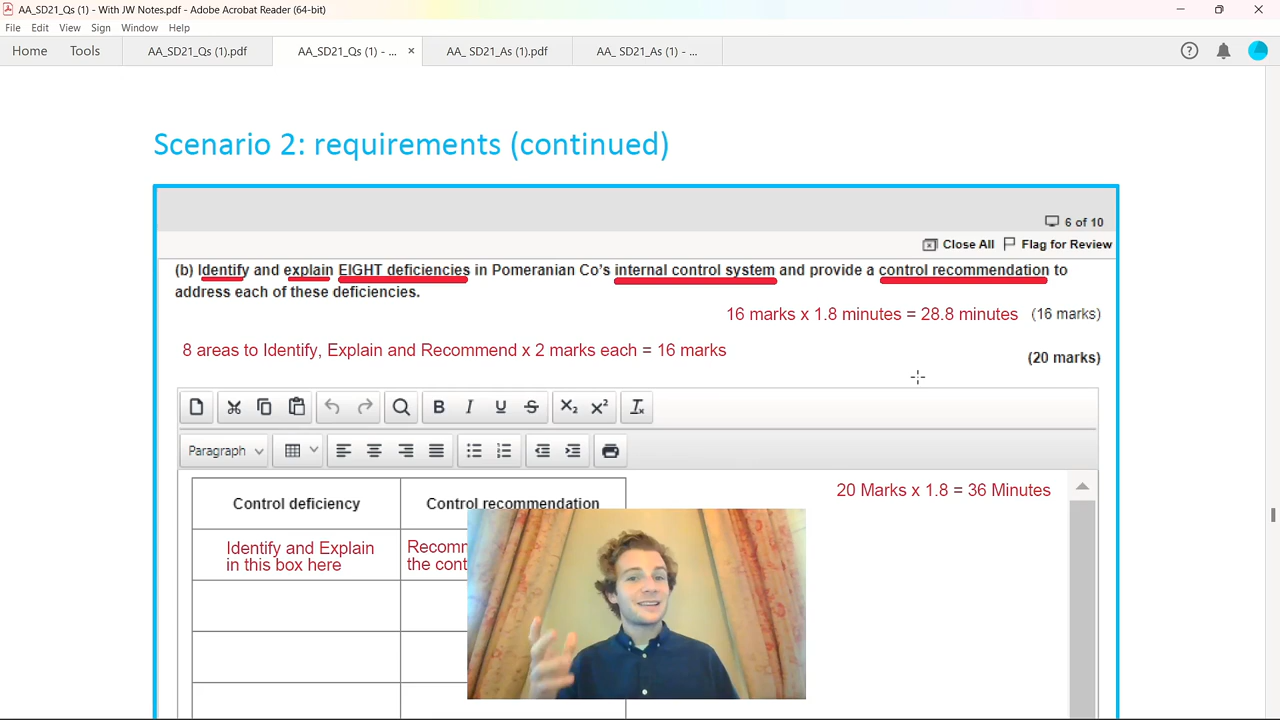 AA_SD21_Qs (1) - With JW Notes.pdf - Adobe Acrobat Reader (64-bit)
File Edit View Sign Window Help
Home Tools AA_SD21_Qs (1).pdf AA_SD21_Qs (1) - ... × AA_ SD21_As (1).pdf AA_ SD21_As (1) - ...
Scenario 2: requirements (continued)
6 of 10
Close All Flag for Review
(b) Identify and explain EIGHT deficiencies in Pomeranian Co's internal control system and provide a control recommendation to
address each of these deficiencies.
16 marks x 1.8 minutes = 28.8 minutes (16 marks)
8 areas to Identify, Explain and Recommend x 2 marks each = 16 marks
(20 marks)
B I U S X₂ X² Tx
Paragraph
20 Marks x 1.8 = 36 Minutes
Control deficiency Control recommendation
Identify and Explain
in this box here
the